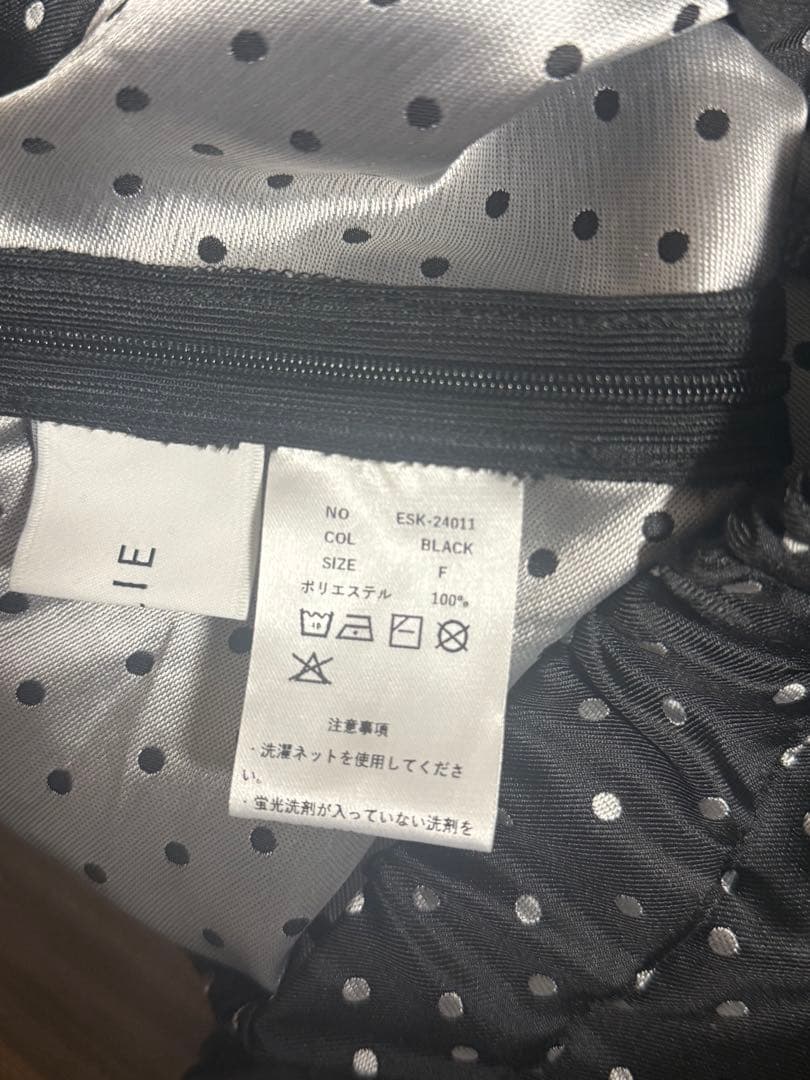 NO ESK-24011
COL BLACK
SIZE F
ポリエステル 100%
40
注意事項
・洗濯ネットを使用してくださ
い。
・蛍光洗剤が入っていない洗剤を
IE